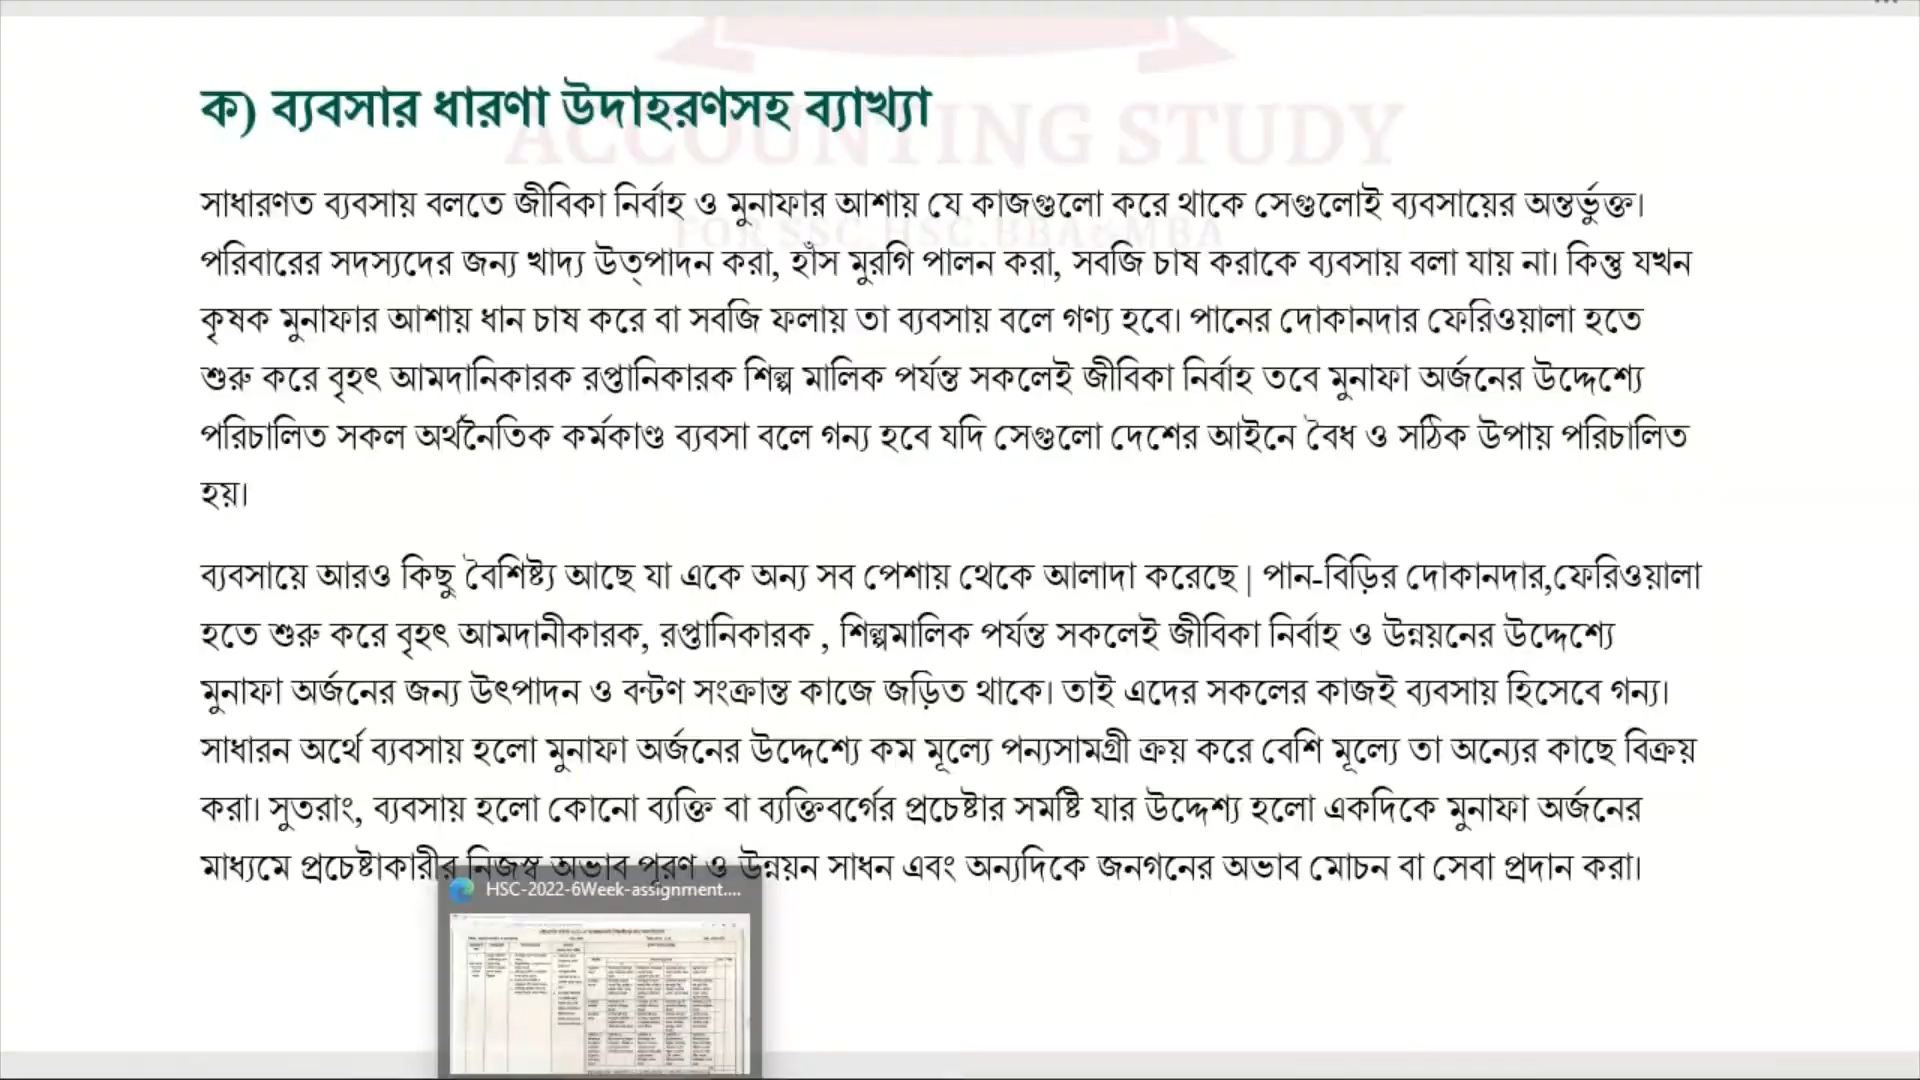 ACCOUNTING STUDY
ক) ব্যবসার ধারণা উদাহরণসহ ব্যাখ্যা
FOR SSC,HSC,BBA&MBA
সাধারণত ব্যবসায় বলতে জীবিকা নির্বাহ ও মুনাফার আশায় যে কাজগুলো করে থাকে সেগুলোই ব্যবসায়ের অন্তর্ভুক্ত।
পরিবারের সদস্যদের জন্য খাদ্য উত্পাদন করা, হাঁস মুরগি পালন করা, সবজি চাষ করাকে ব্যবসায় বলা যায় না। কিন্তু যখন
কৃষক মুনাফার আশায় ধান চাষ করে বা সবজি ফলায় তা ব্যবসায় বলে গণ্য হবে। পানের দোকানদার ফেরিওয়ালা হতে
শুরু করে বৃহৎ আমদানিকারক রপ্তানিকারক শিল্প মালিক পর্যন্ত সকলেই জীবিকা নির্বাহ তবে মুনাফা অর্জনের উদ্দেশ্যে
পরিচালিত সকল অর্থনৈতিক কর্মকাণ্ড ব্যবসা বলে গন্য হবে যদি সেগুলো দেশের আইনে বৈধ ও সঠিক উপায় পরিচালিত
হয়।
ব্যবসায়ে আরও কিছু বৈশিষ্ট্য আছে যা একে অন্য সব পেশায় থেকে আলাদা করেছে| পান-বিড়ির দোকানদার,ফেরিওয়ালা
হতে শুরু করে বৃহৎ আমদানীকারক, রপ্তানিকারক , শিল্পমালিক পর্যন্ত সকলেই জীবিকা নির্বাহ ও উন্নয়নের উদ্দেশ্যে
মুনাফা অর্জনের জন্য উৎপাদন ও বন্টণ সংক্রান্ত কাজে জড়িত থাকে। তাই এদের সকলের কাজই ব্যবসায় হিসেবে গন্য।
সাধারন অর্থে ব্যবসায় হলো মুনাফা অর্জনের উদ্দেশ্যে কম মূল্যে পন্যসামগ্রী ক্রয় করে বেশি মূল্যে তা অন্যের কাছে বিক্রয়
করা। সুতরাং, ব্যবসায় হলো কোনো ব্যক্তি বা ব্যক্তিবর্গের প্রচেষ্টার সমষ্টি যার উদ্দেশ্য হলো একদিকে মুনাফা অর্জনের
মাধ্যমে প্রচেষ্টাকারীর নিজস্ব অভাব পূরণ ও উন্নয়ন সাধন এবং অন্যদিকে জনগনের অভাব মোচন বা সেবা প্রদান করা।
HSC-2022-6Week-assignment....